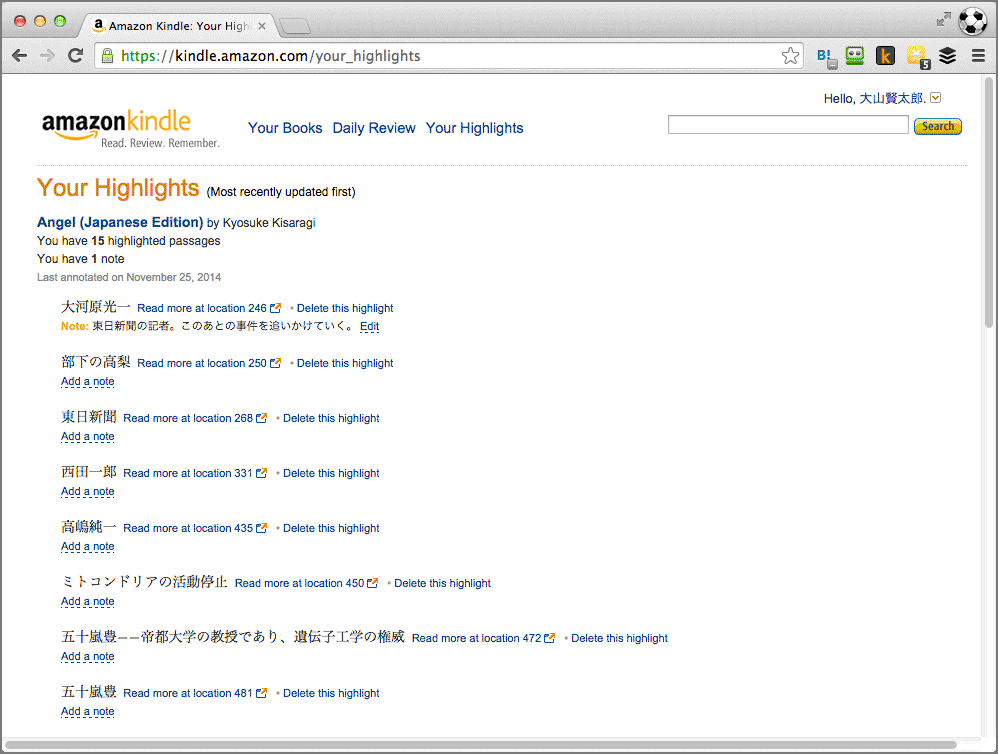 Amazon Kindle: Your Highl
https://kindle.amazon.com/your_highlights
B!
k
5
Hello, 大山賢太郎.
amazonkindle
Read. Review. Remember.
Your Books Daily Review Your Highlights
Search
Your Highlights (Most recently updated first)
Angel (Japanese Edition) by Kyosuke Kisaragi
You have 15 highlighted passages
You have 1 note
Last annotated on November 25, 2014
大河原光一 Read more at location 246 • Delete this highlight
Note: 東日新聞の記者。このあとの事件を追いかけていく。 Edit
部下の高梨 Read more at location 250 • Delete this highlight
Add a note
東日新聞 Read more at location 268 • Delete this highlight
Add a note
西田一郎 Read more at location 331 • Delete this highlight
Add a note
高嶋純一 Read more at location 435 • Delete this highlight
Add a note
ミトコンドリアの活動停止 Read more at location 450 • Delete this highlight
Add a note
五十嵐豊——帝都大学の教授であり、遺伝子工学の権威 Read more at location 472 • Delete this highlight
Add a note
五十嵐豊 Read more at location 481 • Delete this highlight
Add a note